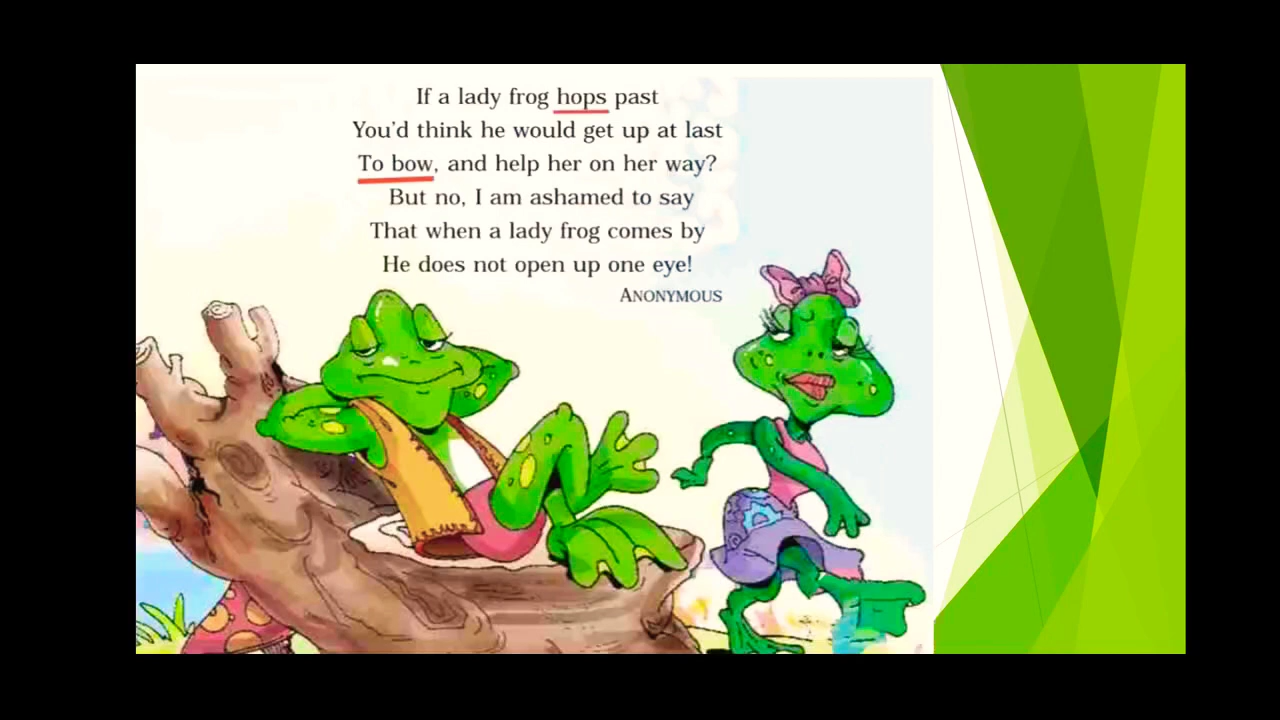 If a lady frog hops past
You'd think he would get up at last
To bow, and help her on her way?
But no, I am ashamed to say
That when a lady frog comes by
He does not open up one eye!
ANONYMOUS